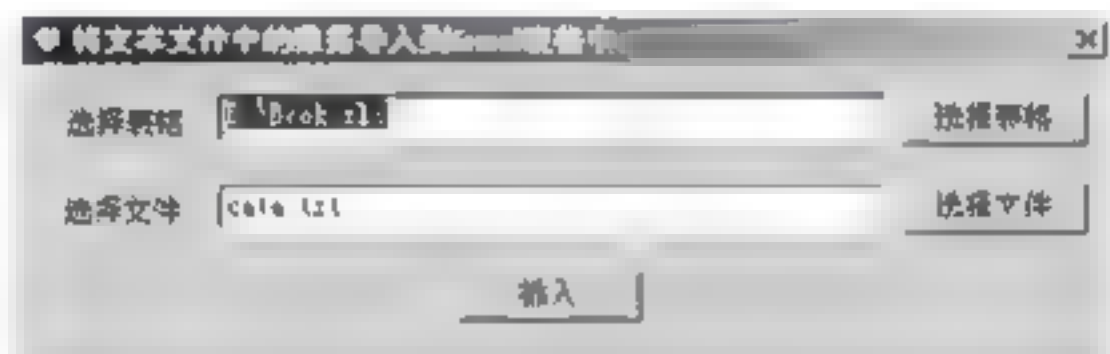 将文本文件中的数据导入到Excel表格中
选择表格 E:\Book.xls 选择表格
选择文件 data.txt 选择文件
插入